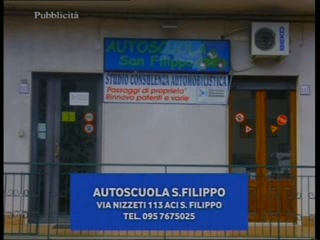 Pubblicità
AUTOSCUOLA
San Filippo
STUDIO CONSULENZA AUTOMOBILISTICA
Passaggi di proprietà
Rinnovo patenti e varie
AUTOSCUOLA S.FILIPPO
VIA NIZZETI 113 ACI S. FILIPPO
TEL. 095 7675025